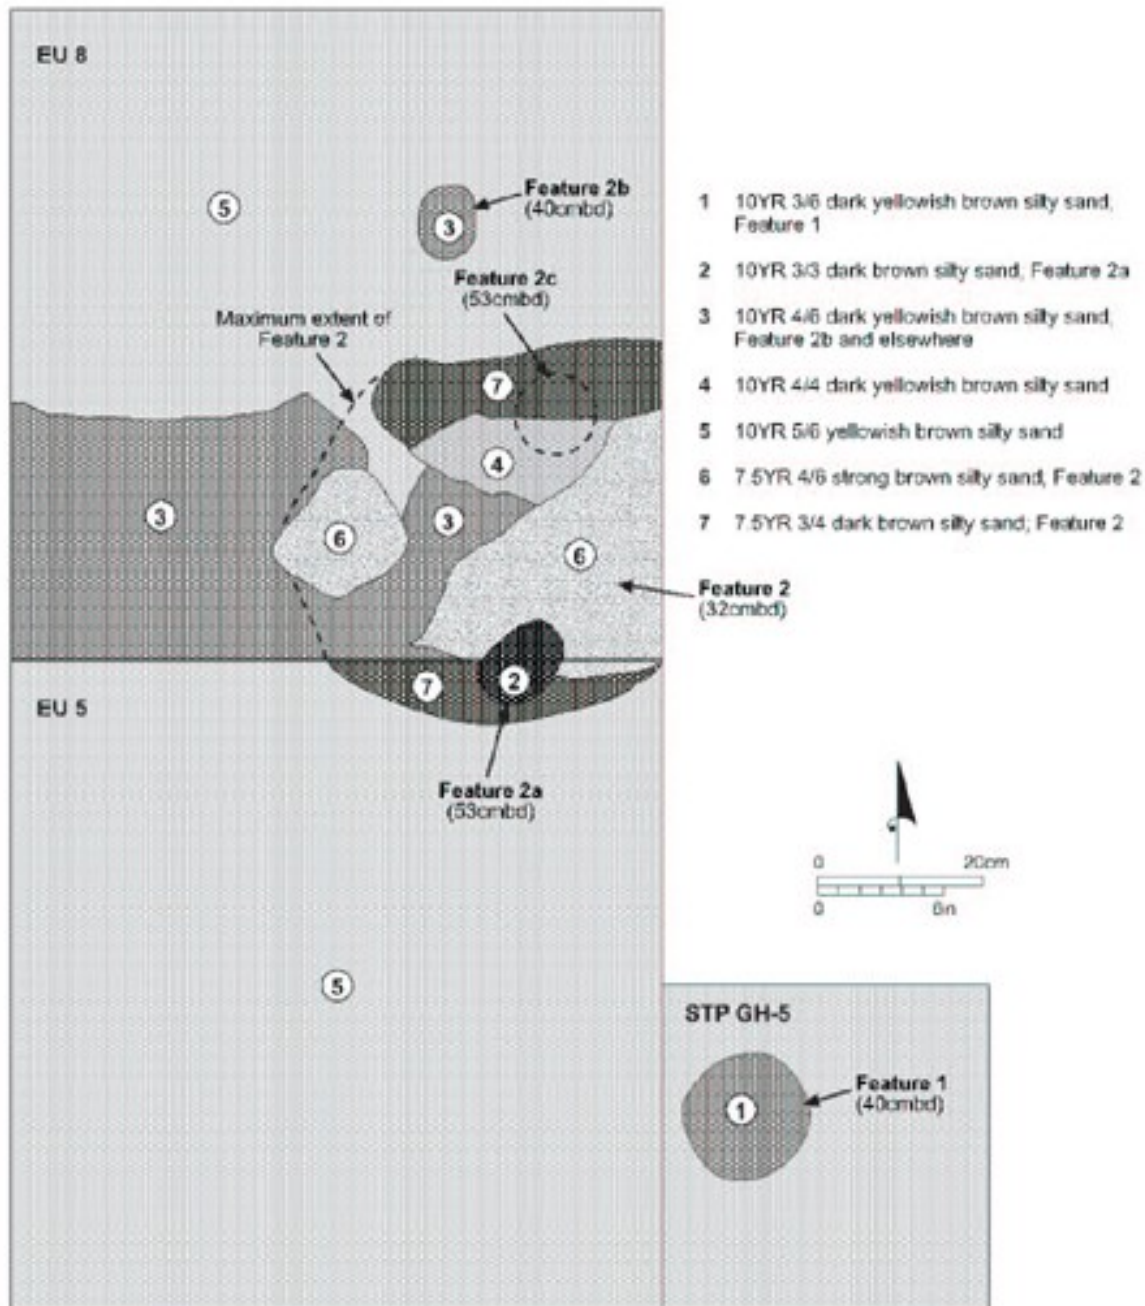 EU 8
Feature 2b
(40cmbd)
5
3
Feature 2c
(53cmbd)
Maximum extent of
Feature 2
7
4
3
3
6
6
Feature 2
(32cmbd)
7
2
EU 5
Feature 2a
(53cmbd)
5
1 10YR 3/6 dark yellowish brown silty sand,
Feature 1
2 10YR 3/3 dark brown silty sand; Feature 2a
3 10YR 4/6 dark yellowish brown silty sand,
Feature 2b and elsewhere
4 10YR 4/4 dark yellowish brown silty sand
5 10YR 5/6 yellowish brown silty sand
6 7.5YR 4/6 strong brown silty sand, Feature 2
7 7.5YR 3/4 dark brown silty sand; Feature 2
0 20cm
0 6in
STP GH-5
Feature 1
(40cmbd)
1